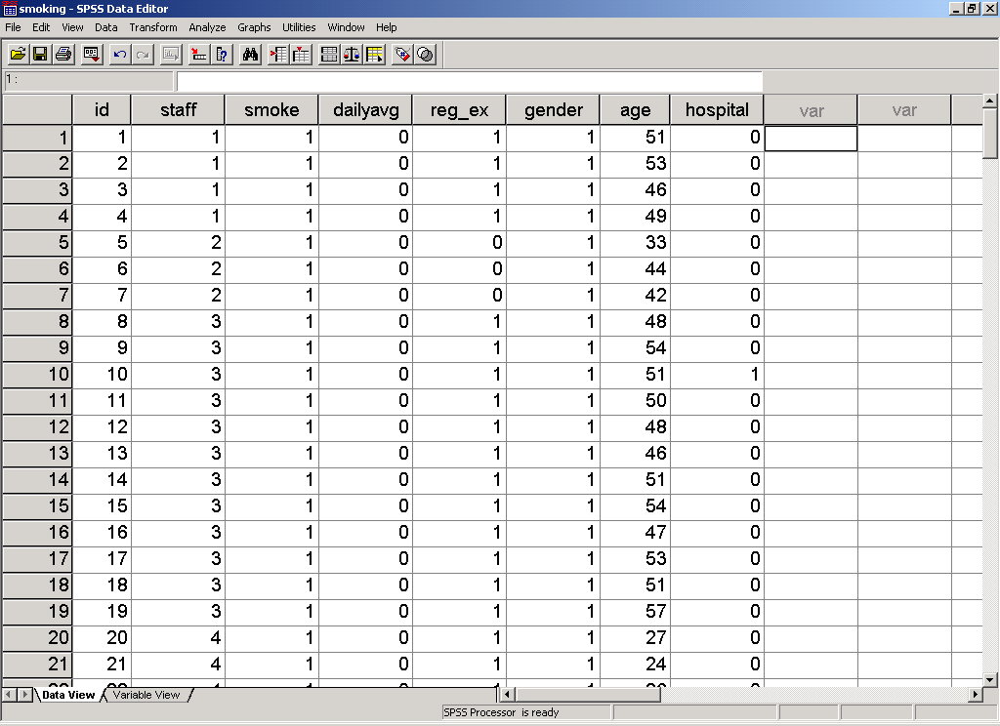 smoking - SPSS Data Editor
File Edit View Data Transform Analyze Graphs Utilities Window Help
1 :
id staff smoke dailyavg reg_ex gender age hospital var var
1 1 1 1 0 1 1 51 0
2 2 1 1 0 1 1 53 0
3 3 1 1 0 1 1 46 0
4 4 1 1 0 1 1 49 0
5 5 2 1 0 0 1 33 0
6 6 2 1 0 0 1 44 0
7 7 2 1 0 0 1 42 0
8 8 3 1 0 1 1 48 0
9 9 3 1 0 1 1 54 0
10 10 3 1 0 1 1 51 1
11 11 3 1 0 1 1 50 0
12 12 3 1 0 1 1 48 0
13 13 3 1 0 1 1 46 0
14 14 3 1 0 1 1 51 0
15 15 3 1 0 1 1 54 0
16 16 3 1 0 1 1 47 0
17 17 3 1 0 1 1 53 0
18 18 3 1 0 1 1 51 0
19 19 3 1 0 1 1 57 0
20 20 4 1 0 1 1 27 0
21 21 4 1 0 1 1 24 0
Data View Variable View
SPSS Processor is ready